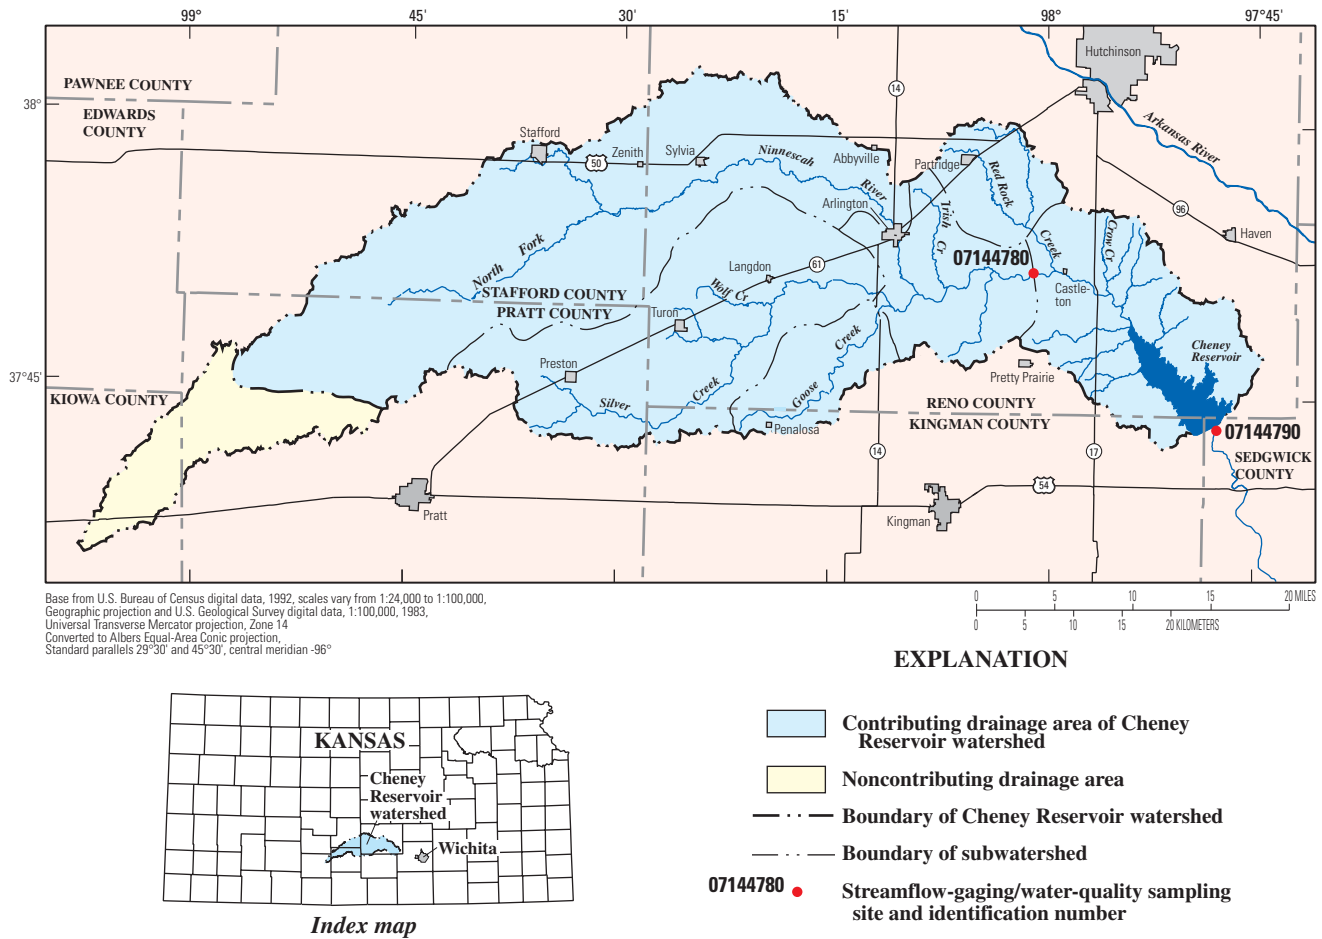 99° 45' 30' 15' 98° 97°45'
Hutchinson
PAWNEE COUNTY
14
38°
EDWARDS
COUNTY
Arkansas River
Stafford
Zenith
Sylvia
50
Ninnescah
River
Abbyville
Partridge
Red Rock
Creek
Arlington
Irish Cr
96
Haven
Crow Cr
North Fork
07144780
Langdon
61
Wolf Cr
Castle-
ton
STAFFORD COUNTY
PRATT COUNTY
Turon
Goose Creek
Cheney
Reservoir
Preston
Pretty Prairie
37°45'
KIOWA COUNTY
Silver Creek
RENO COUNTY
KINGMAN COUNTY
Penalosa
07144790
14
17
SEDGWICK
COUNTY
54
Pratt
Kingman
Base from U.S. Bureau of Census digital data, 1992, scales vary from 1:24,000 to 1:100,000,
Geographic projection and U.S. Geological Survey digital data, 1:100,000, 1983,
Universal Transverse Mercator projection, Zone 14
Converted to Albers Equal-Area Conic projection,
Standard parallels 29°30' and 45°30', central meridian -96°
0 5 10 15 20 MILES
0 5 10 15 20 KILOMETERS
EXPLANATION
Contributing drainage area of Cheney
Reservoir watershed
Noncontributing drainage area
Boundary of Cheney Reservoir watershed
Boundary of subwatershed
07144780 Streamflow-gaging/water-quality sampling
site and identification number
KANSAS
Cheney
Reservoir
watershed
Wichita
Index map